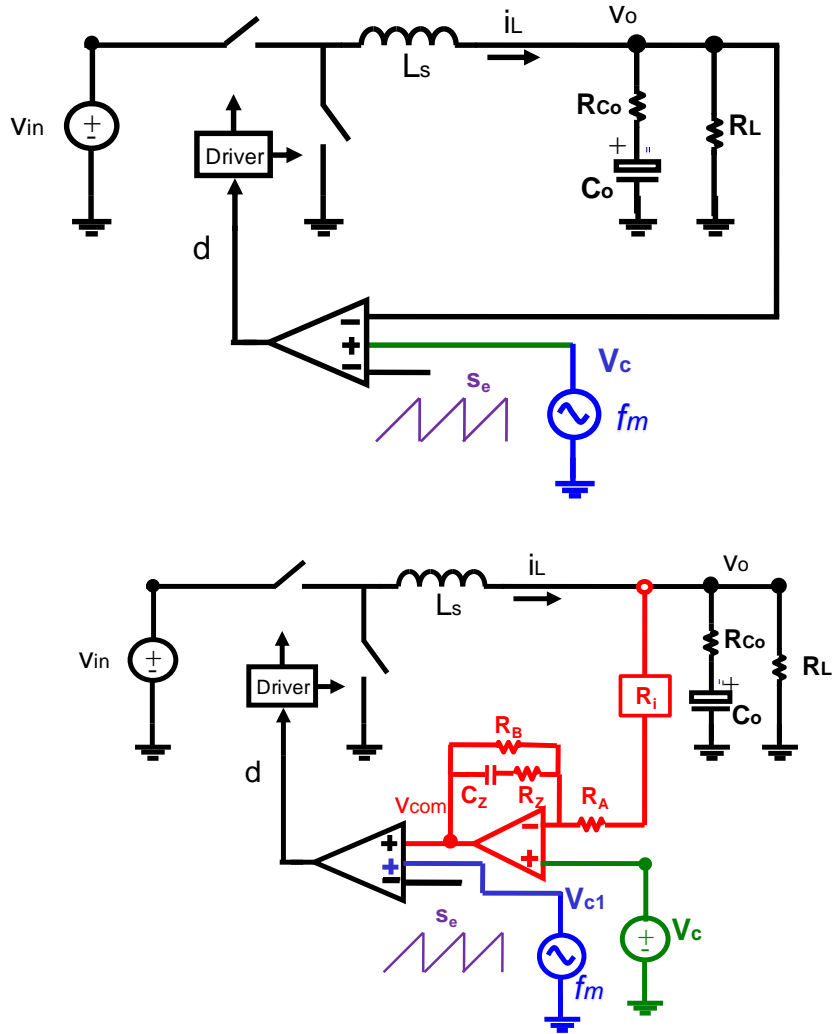 iL
vo
Ls
vin
RCo
RL
Driver
+
-
+
"
Co
d
−
+
−
Vc
se
fm
iL
vo
Ls
vin
RCo
RL
+
-
Driver
Ri
"
+
Co
RB
d
CZ
RZ
RA
vcom
−
+
+
+
−
Vc1
Vc
+
-
se
fm